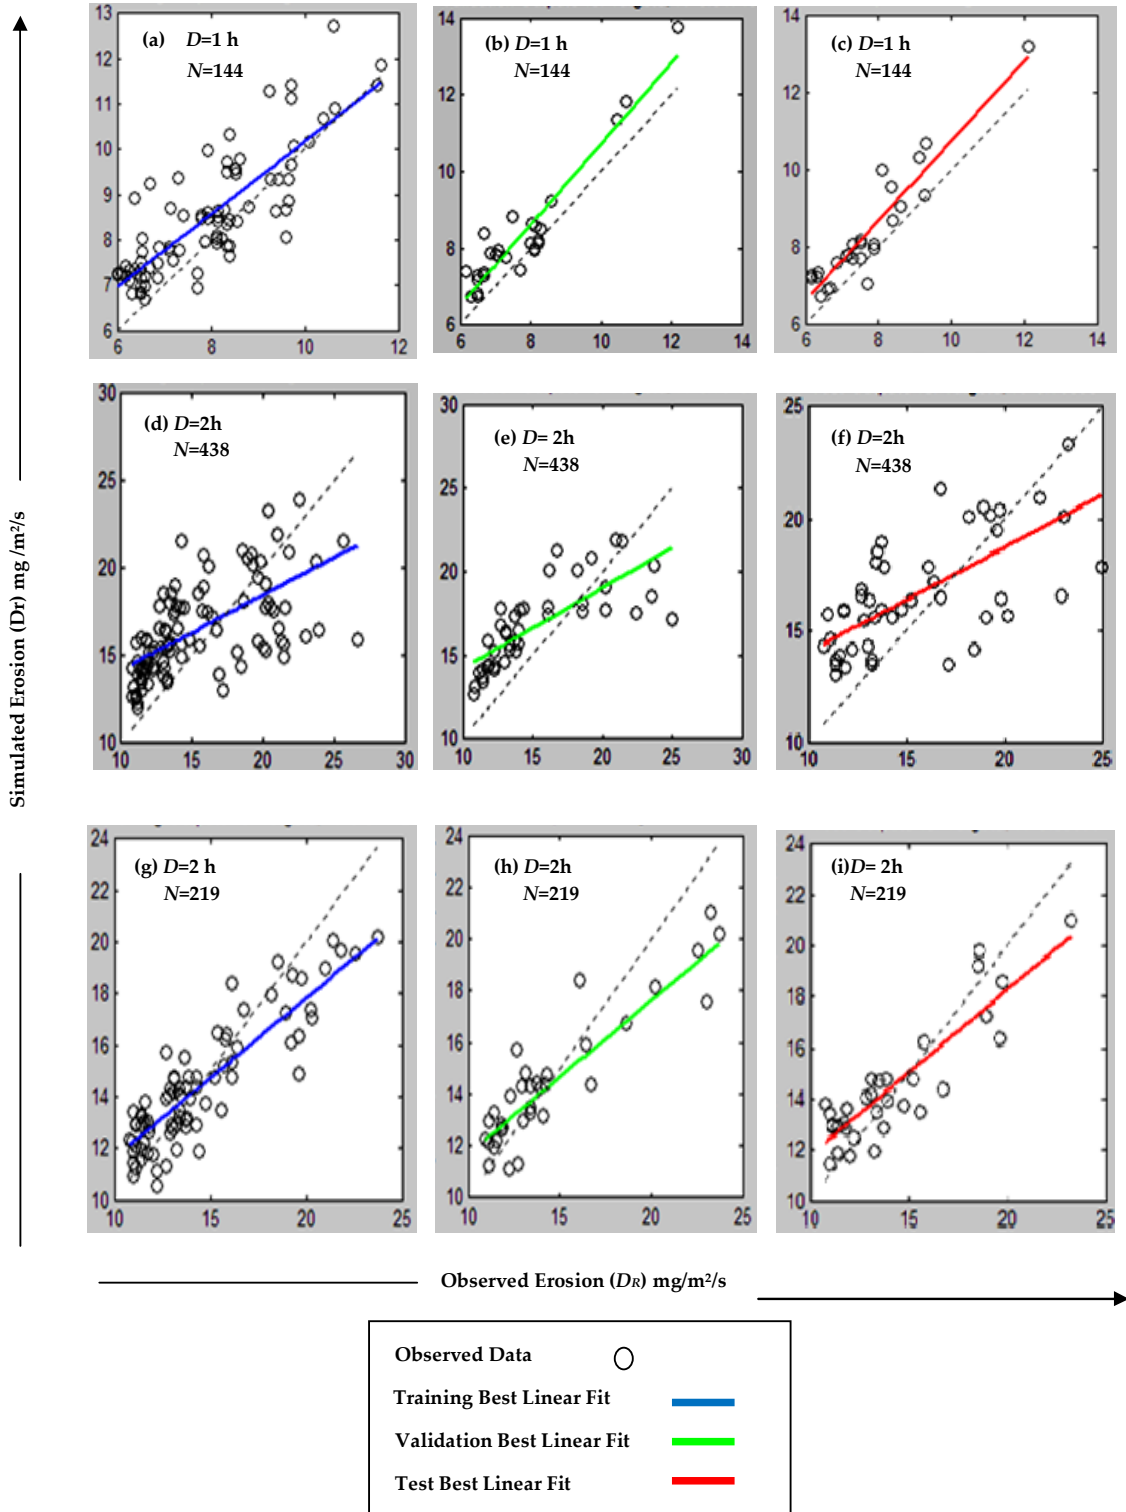 (a) D=1 h
N=144
13
12
11
10
9
8
7
6
6 8 10 12
(b) D=1 h
N=144
14
12
10
8
6
6 8 10 12 14
(c) D=1 h
N=144
14
12
10
8
6
6 8 10 12 14
(d) D=2h
N=438
30
25
20
15
10
10 15 20 25 30
(e) D= 2h
N=438
30
25
20
15
10
10 15 20 25 30
(f) D=2h
N=438
25
20
15
10
10 15 20 25
(g) D=2 h
N=219
24
22
20
18
16
14
12
10
10 15 20 25
(h) D=2h
N=219
24
22
20
18
16
14
12
10
10 15 20 25
(i)D= 2h
N=219
24
22
20
18
16
14
12
10
10 15 20 25
Simulated Erosion (Dr) mg /m²/s
Observed Erosion (DR) mg/m²/s
Observed Data
Training Best Linear Fit
Validation Best Linear Fit
Test Best Linear Fit